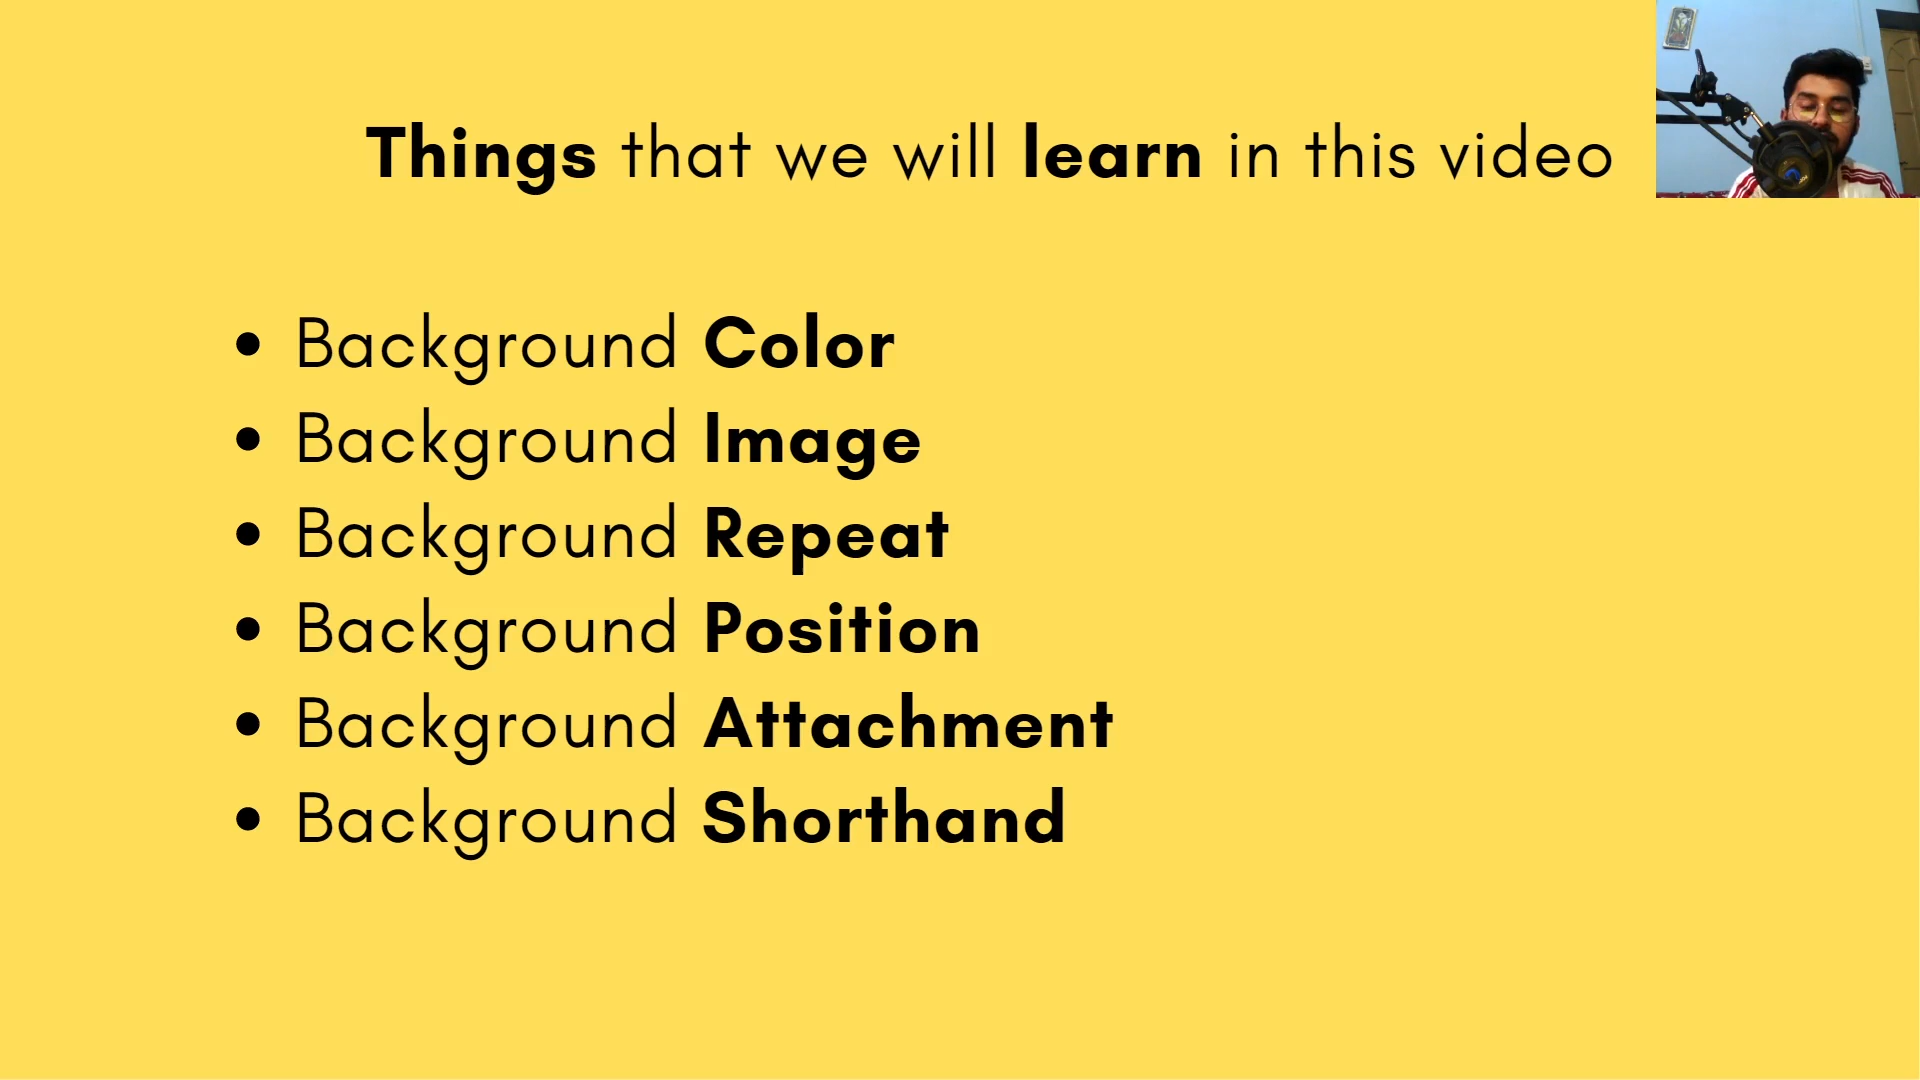 Things that we will learn in this video
• Background Color
• Background Image
• Background Repeat
• Background Position
• Background Attachment
• Background Shorthand